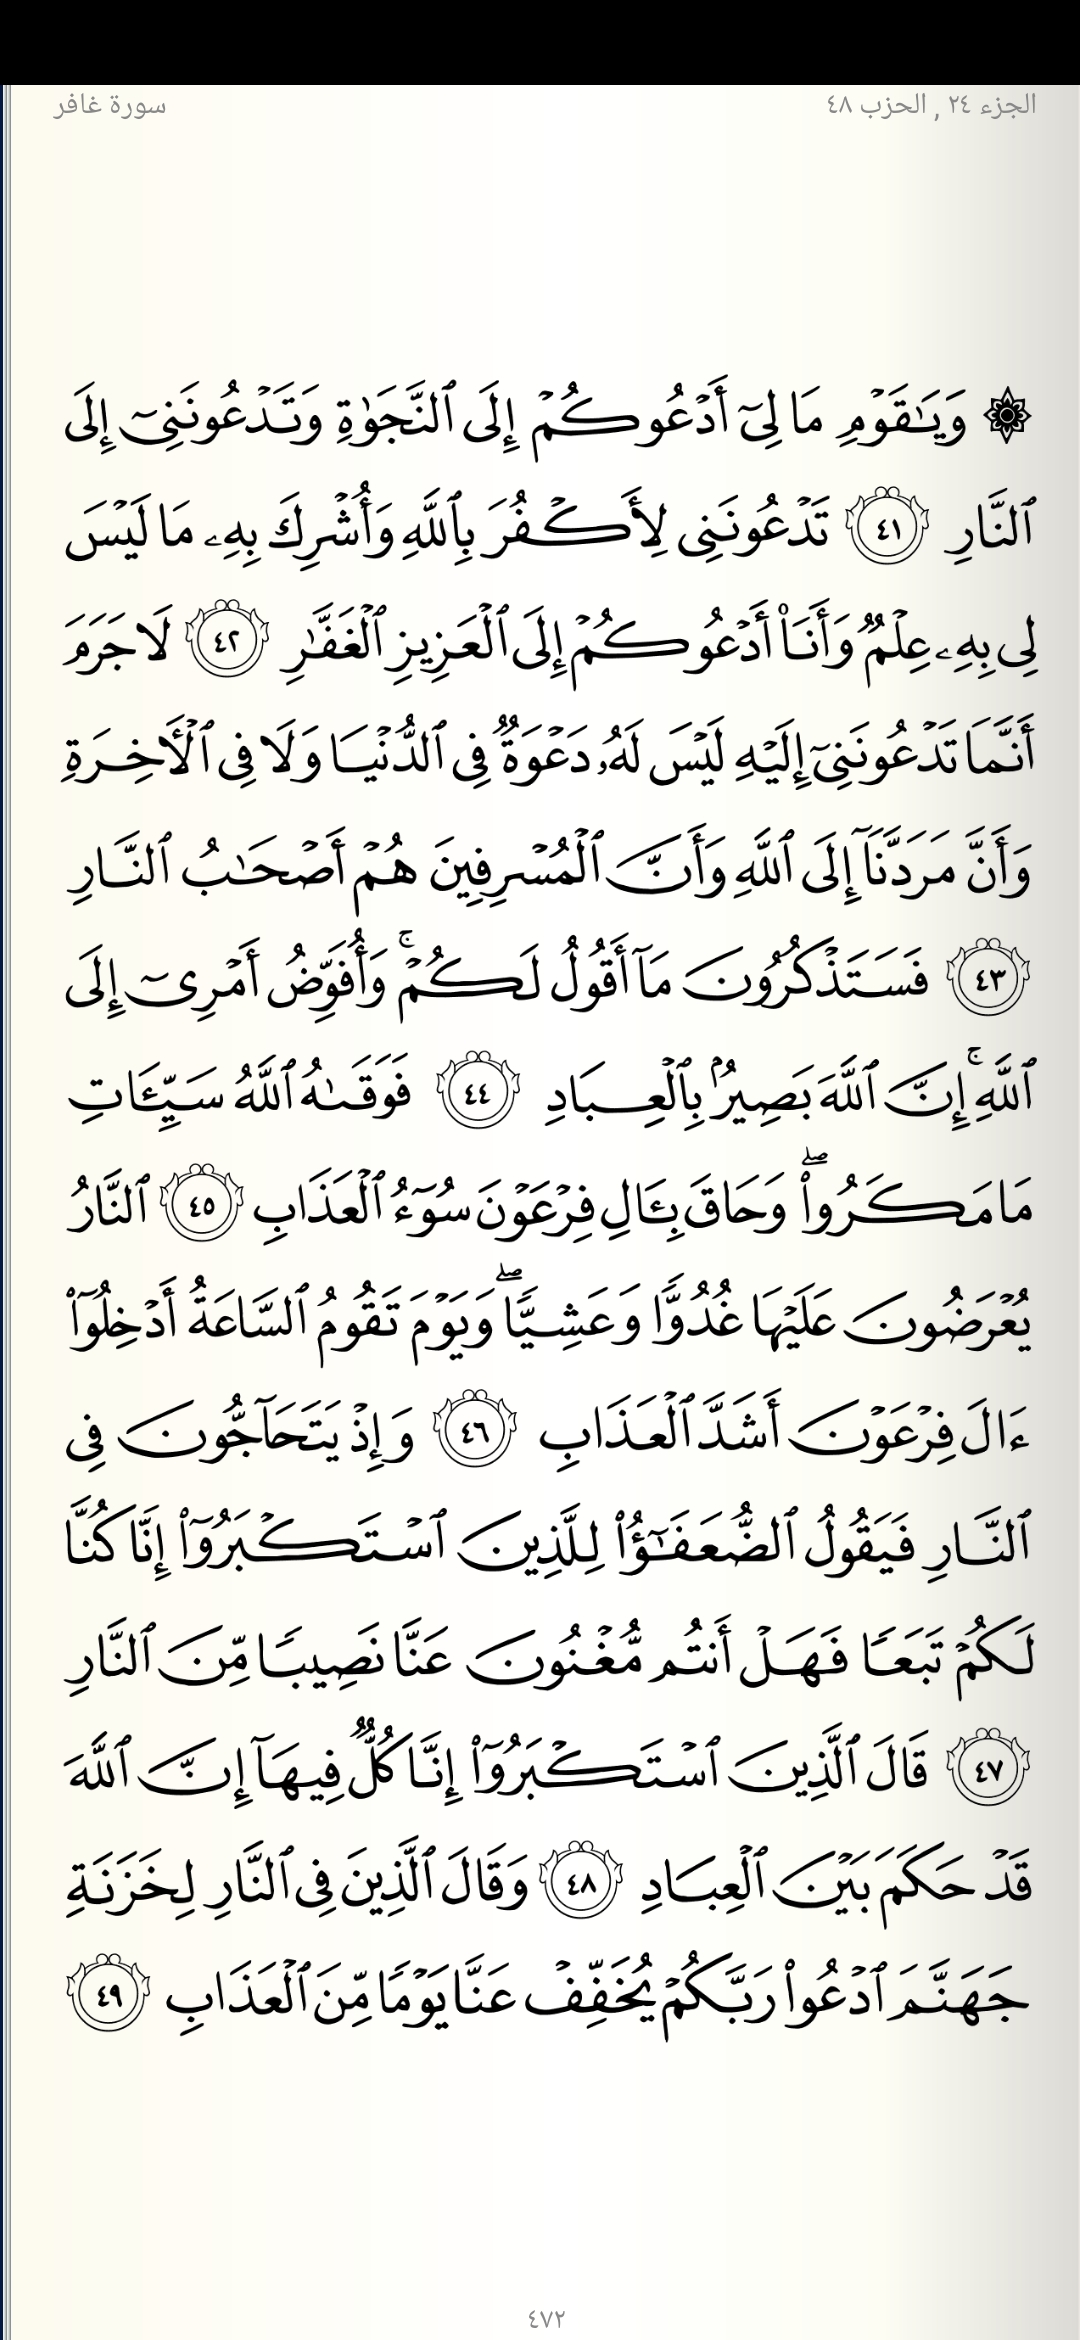 سورة غافر
الجزء ٢٤ , الحزب ٤٨
۞ وَيَٰقَوْمِ مَا لِىٓ أَدْعُوكُمْ إِلَى ٱلنَّجَوٰةِ وَتَدْعُونَنِىٓ إِلَى
ٱلنَّارِ ٤١ تَدْعُونَنِى لِأَكْفُرَ بِٱللَّهِ وَأُشْرِكَ بِهِۦ مَا لَيْسَ
لِى بِهِۦ عِلْمٌ وَأَنَا۠ أَدْعُوكُمْ إِلَى ٱلْعَزِيزِ ٱلْغَفَّٰرِ ٤٢ لَا جَرَمَ
أَنَّمَا تَدْعُونَنِىٓ إِلَيْهِ لَيْسَ لَهُۥ دَعْوَةٌ فِى ٱلدُّنْيَا وَلَا فِى ٱلْأَخِرَةِ
وَأَنَّ مَرَدَّنَآ إِلَى ٱللَّهِ وَأَنَّ ٱلْمُسْرِفِينَ هُمْ أَصْحَٰبُ ٱلنَّارِ
٤٣ فَسَتَذْكُرُونَ مَآ أَقُولُ لَكُمْ ۚ وَأُفَوِّضُ أَمْرِىٓ إِلَى
ٱللَّهِ ۚ إِنَّ ٱللَّهَ بَصِيرٌۢ بِٱلْعِبَادِ ٤٤ فَوَقَىٰهُ ٱللَّهُ سَيِّـَٔاتِ
مَا مَكَرُوا۟ ۖ وَحَاقَ بِـَٔالِ فِرْعَوْنَ سُوٓءُ ٱلْعَذَابِ ٤٥ ٱلنَّارُ
يُعْرَضُونَ عَلَيْهَا غُدُوًّا وَعَشِيًّا ۖ وَيَوْمَ تَقُومُ ٱلسَّاعَةُ أَدْخِلُوٓا۟
ءَالَ فِرْعَوْنَ أَشَدَّ ٱلْعَذَابِ ٤٦ وَإِذْ يَتَحَآجُّونَ فِى
ٱلنَّارِ فَيَقُولُ ٱلضُّعَفَٰٓؤُا۟ لِلَّذِينَ ٱسْتَكْبَرُوٓا۟ إِنَّا كُنَّا
لَكُمْ تَبَعًا فَهَلْ أَنتُم مُّغْنُونَ عَنَّا نَصِيبًا مِّنَ ٱلنَّارِ
٤٧ قَالَ ٱلَّذِينَ ٱسْتَكْبَرُوٓا۟ إِنَّا كُلٌّ فِيهَآ إِنَّ ٱللَّهَ
قَدْ حَكَمَ بَيْنَ ٱلْعِبَادِ ٤٨ وَقَالَ ٱلَّذِينَ فِى ٱلنَّارِ لِخَزَنَةِ
جَهَنَّمَ ٱدْعُوا۟ رَبَّكُمْ يُخَفِّفْ عَنَّا يَوْمًا مِّنَ ٱلْعَذَابِ ٤٩
٤٧٢